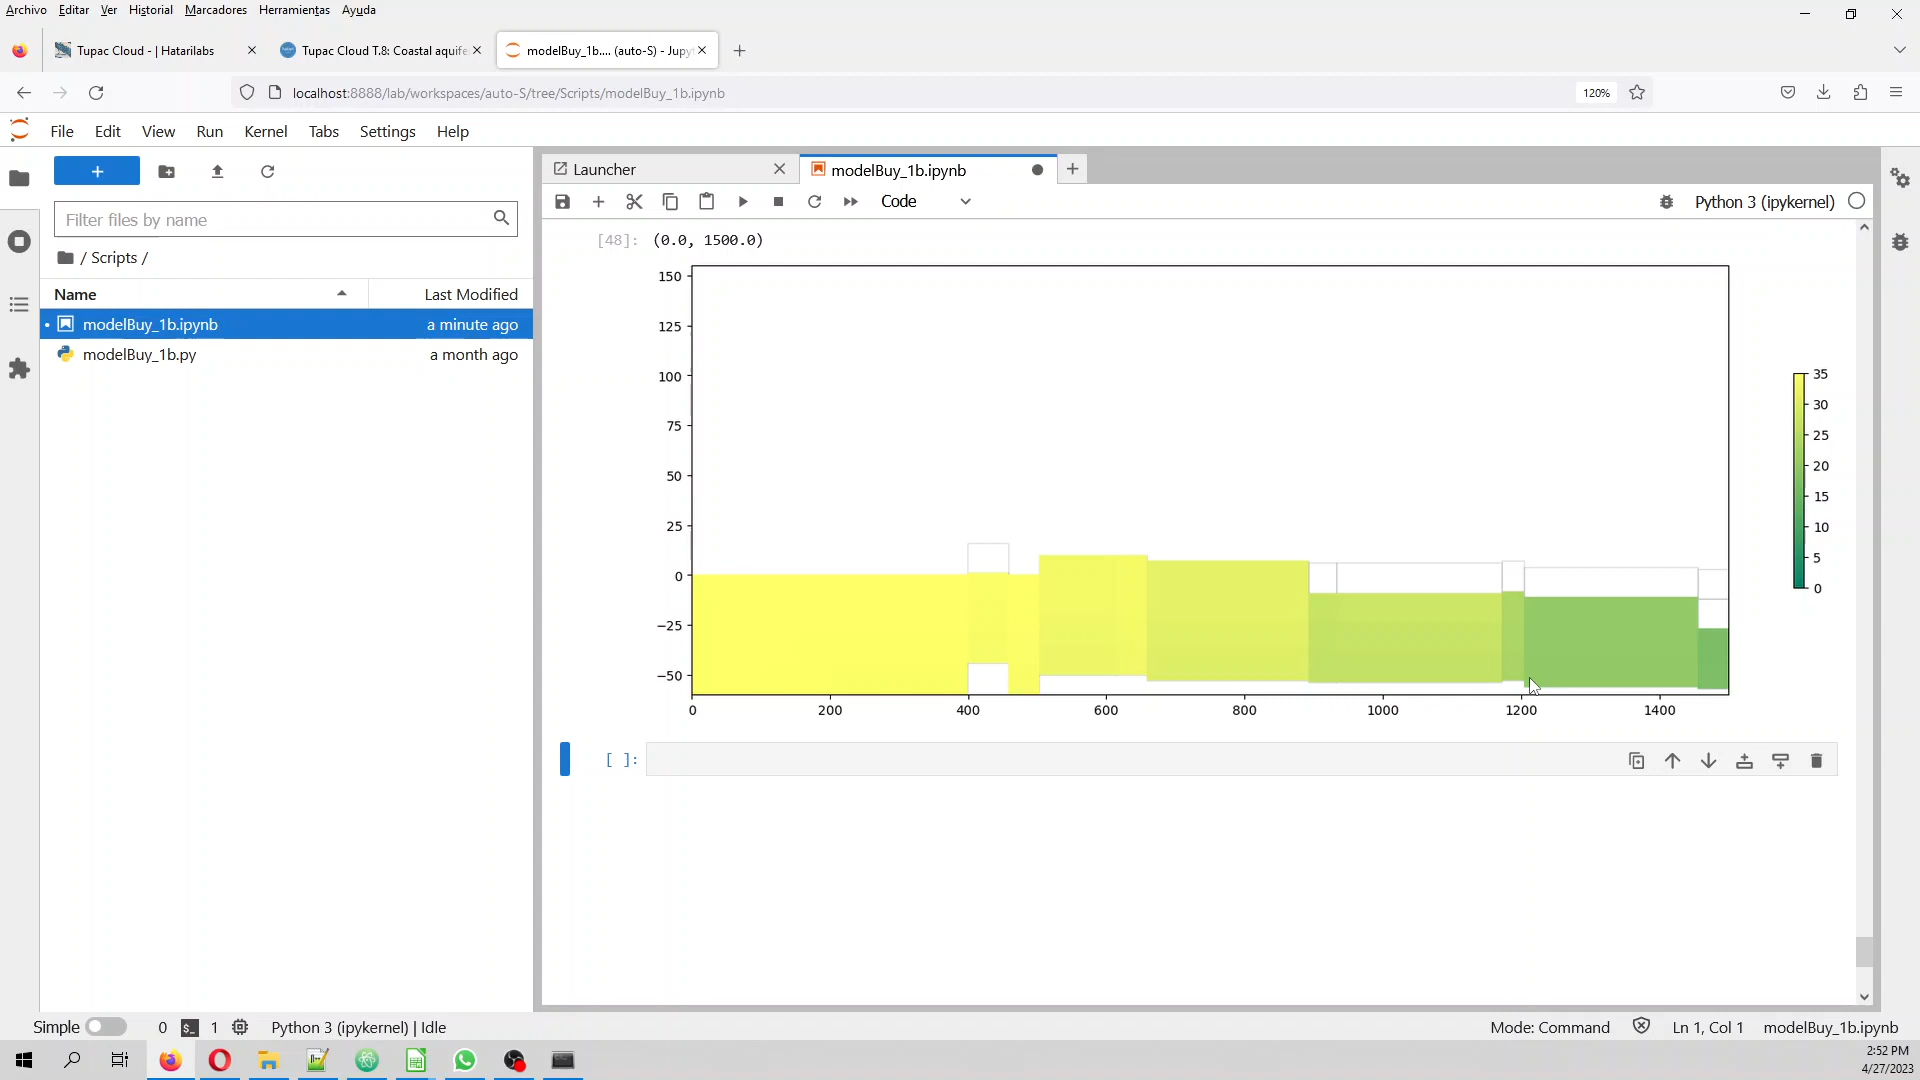 Archivo Editar Ver Historial Marcadores Herramientas Ayuda
Tupac Cloud - | Hatarilabs
Tupac Cloud T.8: Coastal aquife
modelBuy_1b.... (auto-S) - Jupy
localhost:8888/lab/workspaces/auto-S/tree/Scripts/modelBuy_1b.ipynb
120%
File Edit View Run Kernel Tabs Settings Help
Filter files by name
/ Scripts /
Name Last Modified
modelBuy_1b.ipynb a minute ago
modelBuy_1b.py a month ago
Launcher
modelBuy_1b.ipynb
Code
Python 3 (ipykernel)
[48]: (0.0, 1500.0)
150
125
100
75
50
25
0
−25
−50
0 200 400 600 800 1000 1200 1400
35
30
25
20
15
10
5
0
[ ]:
Simple 0 $_ 1 Python 3 (ipykernel) | Idle
Mode: Command Ln 1, Col 1 modelBuy_1b.ipynb
2:52 PM
4/27/2023